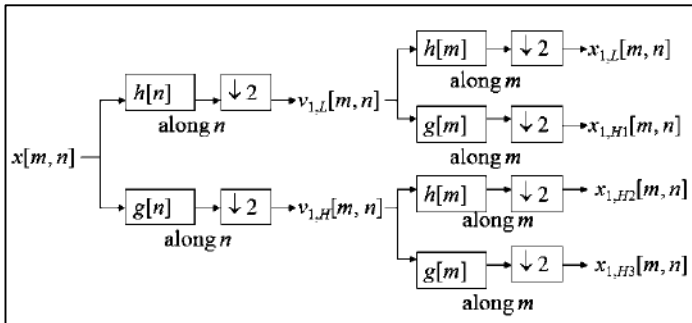 h[m] ↓2 x₁,L[m, n]
along m
h[n] ↓2 v₁,L[m, n]
along n
g[m] ↓2 x₁,H1[m, n]
along m
x[m, n]
g[n] ↓2 v₁,H[m, n]
along n
h[m] ↓2 x₁,H2[m, n]
along m
g[m] ↓2 x₁,H3[m, n]
along m